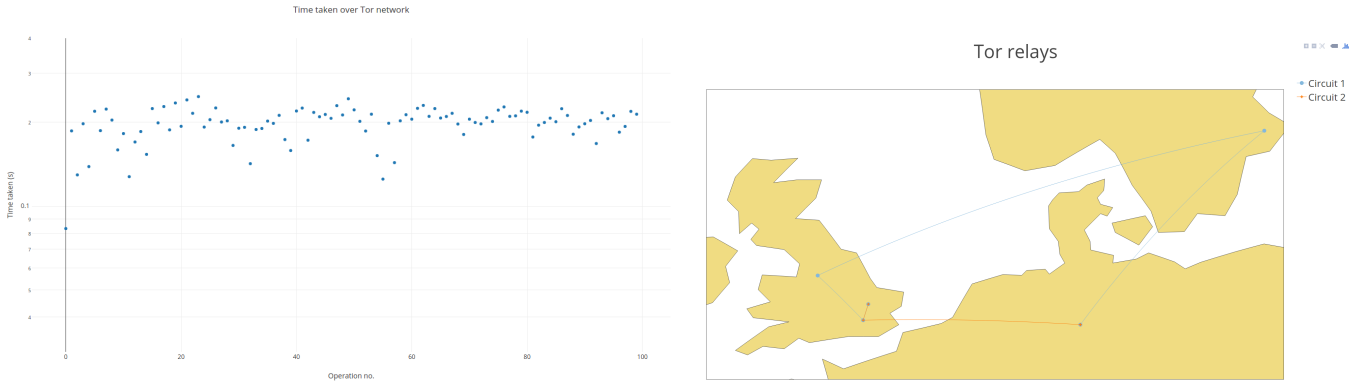 Time taken over Tor network
4
3
2
0.1
9
8
7
6
5
4
Time taken (s)
0
20
40
60
80
100
Operation no.
Tor relays
Circuit 1
Circuit 2